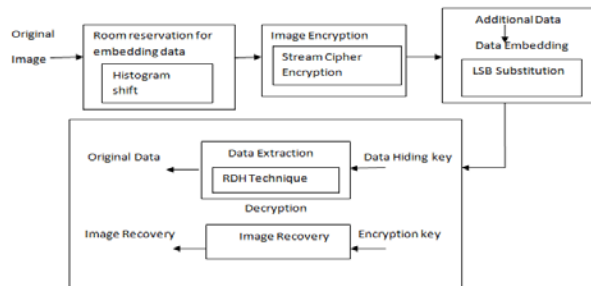 Original
Image
Room reservation for
embedding data
Histogram
shift
Image Encryption
Stream Cipher
Encryption
Additional Data
Data Embedding
LSB Substitution
Original Data
Data Extraction
RDH Technique
Data Hiding key
Decryption
Image Recovery
Image Recovery
Encryption key